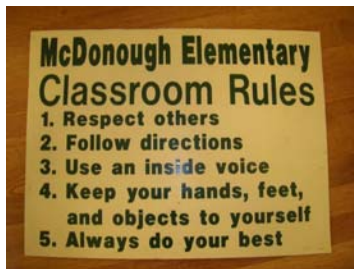 McDonough Elementary
Classroom Rules
1. Respect others
2. Follow directions
3. Use an inside voice
4. Keep your hands, feet,
and objects to yourself
5. Always do your best